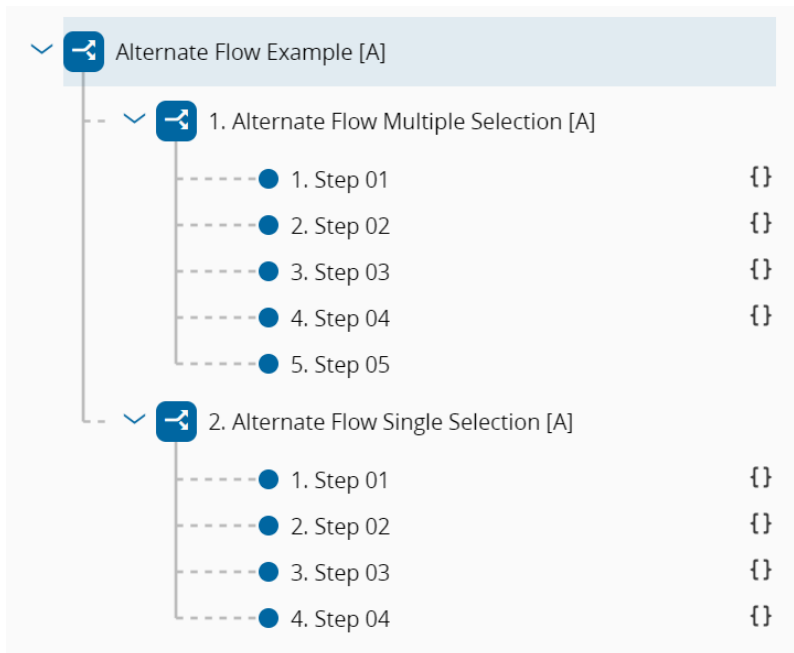 Alternate Flow Example [A]
1. Alternate Flow Multiple Selection [A]
1. Step 01 {}
2. Step 02 {}
3. Step 03 {}
4. Step 04 {}
5. Step 05
2. Alternate Flow Single Selection [A]
1. Step 01 {}
2. Step 02 {}
3. Step 03 {}
4. Step 04 {}